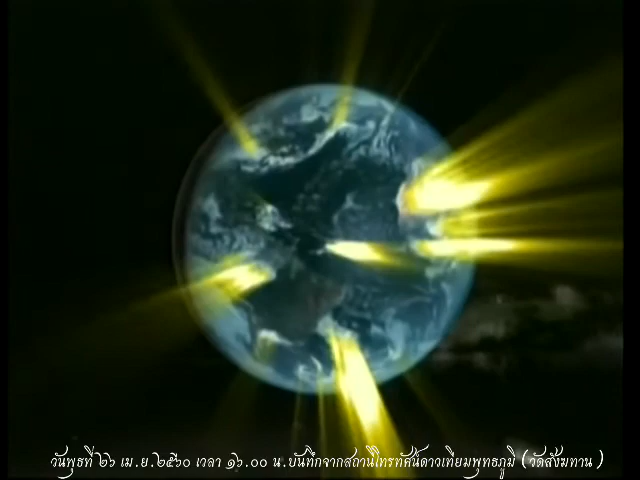 วันพุธที่ ๒๖ เม.ย.๒๕๖๐ เวลา ๑๖.๐๐ น.บันทึกจากสถานีโทรทัศน์ดาวเทียมพุทธภูมิ (วัดสังฆทาน)